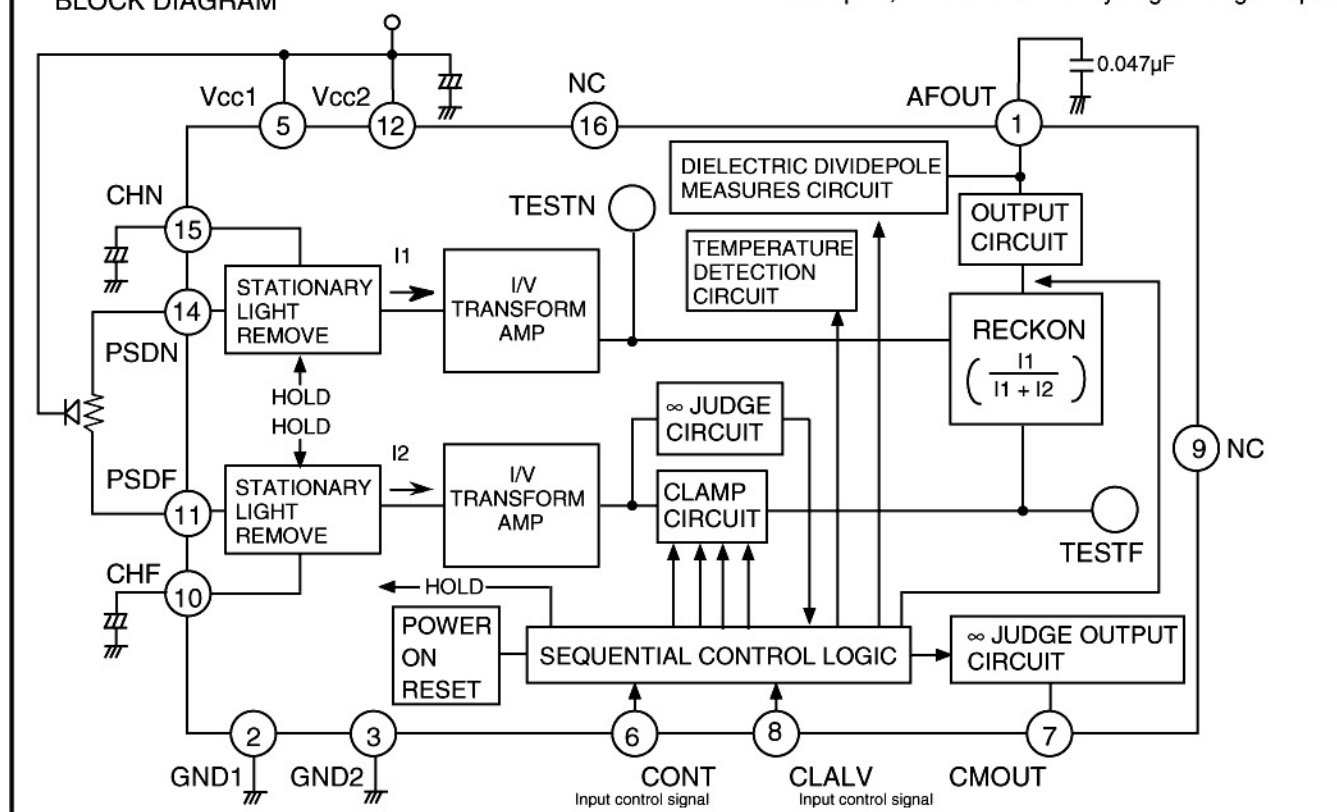 BLOCK DIAGRAM
Vcc1
Vcc2
NC
AFOUT
0.047µF
5
12
16
1
CHN
15
TESTN
DIELECTRIC DIVIDEPOLE
MEASURES CIRCUIT
OUTPUT
CIRCUIT
TEMPERATURE
DETECTION
CIRCUIT
STATIONARY
LIGHT
REMOVE
I1
I/V
TRANSFORM
AMP
14
PSDN
RECKON
( I1
I1 + I2 )
HOLD
HOLD
∞ JUDGE
CIRCUIT
9 NC
PSDF
11
STATIONARY
LIGHT
REMOVE
I2
I/V
TRANSFORM
AMP
CLAMP
CIRCUIT
TESTF
CHF
10
HOLD
POWER
ON
RESET
SEQUENTIAL CONTROL LOGIC
∞ JUDGE OUTPUT
CIRCUIT
2
3
6
8
7
GND1
GND2
CONT
Input control signal
CLALV
Input control signal
CMOUT